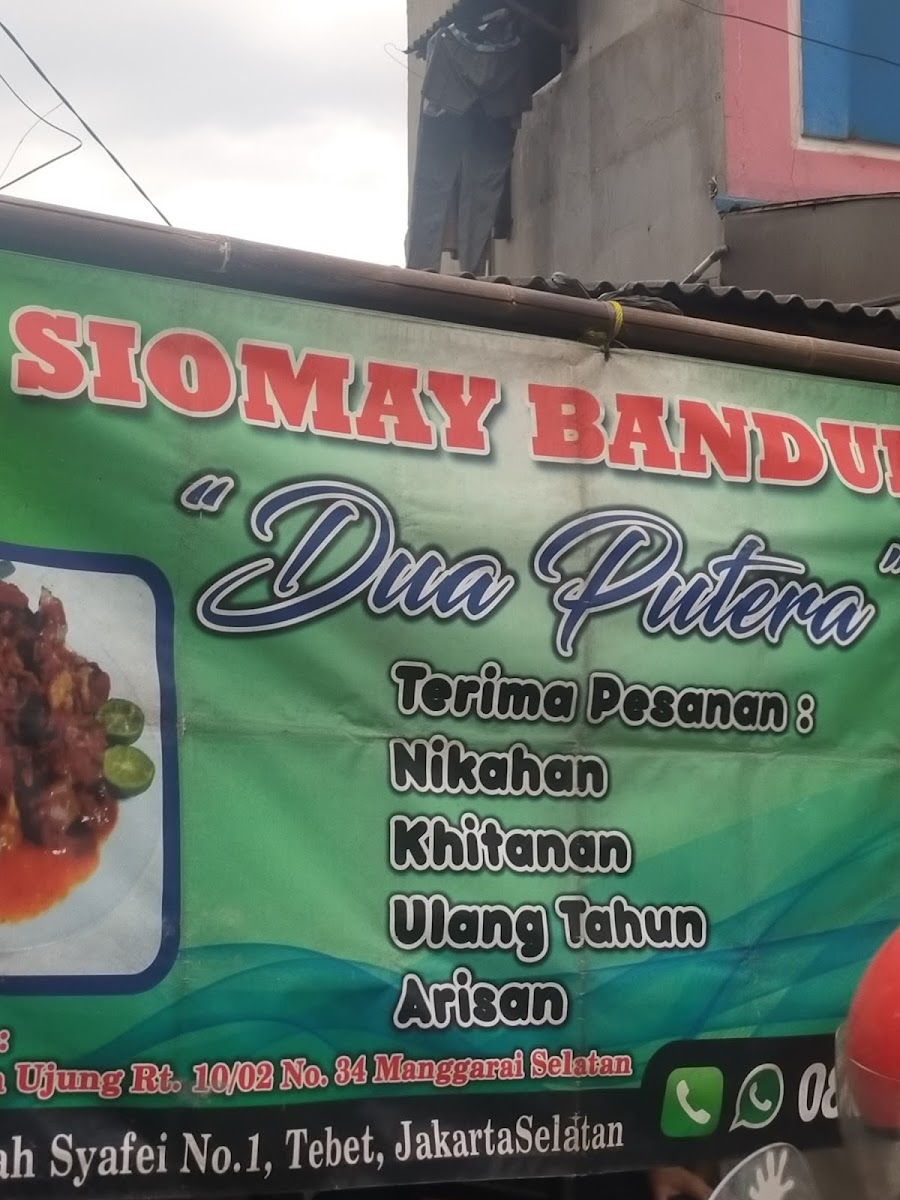 SIOMAY BANDU
"Dua Putera"
Terima Pesanan :
Nikahan
Khitanan
Ulang Tahun
Arisan
:
Ujung Rt. 10/02 No. 34 Manggarai Selatan
ah Syafei No.1, Tebet, JakartaSelatan
08